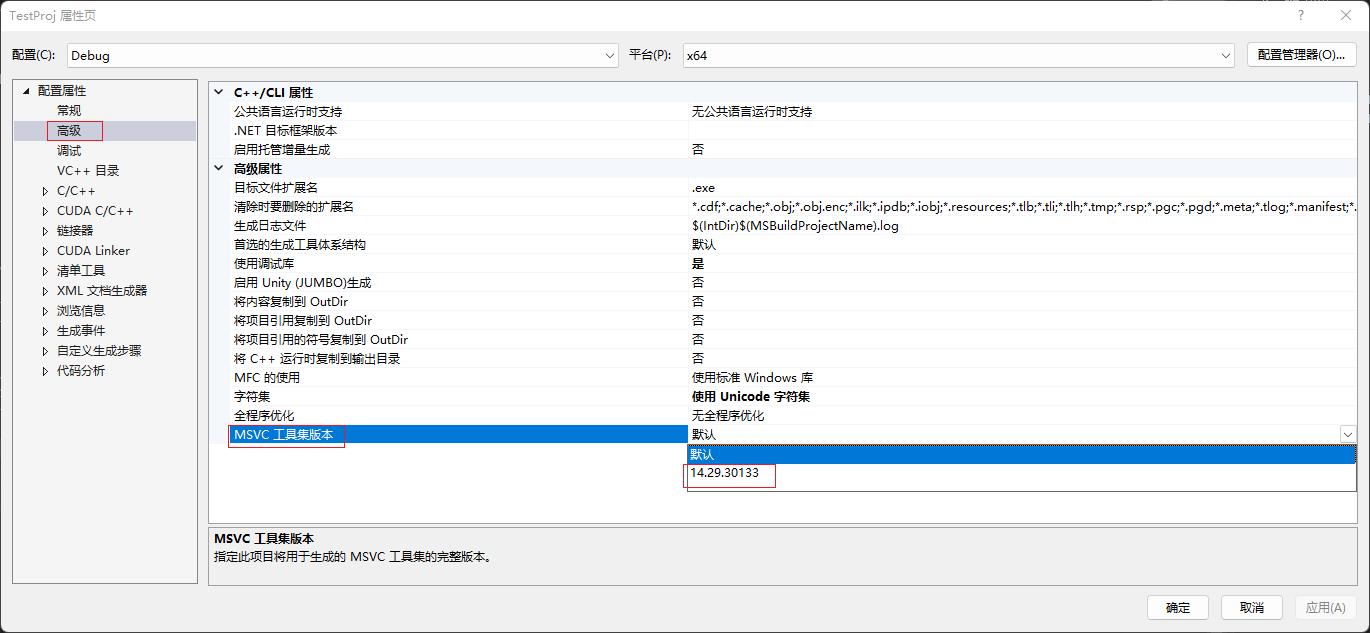 TestProj 属性页
?
配置(C):
Debug
平台(P):
x64
配置管理器(O)...
配置属性
常规
高级
调试
VC++ 目录
C/C++
CUDA C/C++
链接器
CUDA Linker
清单工具
XML 文档生成器
浏览信息
生成事件
自定义生成步骤
代码分析
C++/CLI 属性
公共语言运行时支持 无公共语言运行时支持
.NET 目标框架版本
启用托管增量生成 否
高级属性
目标文件扩展名 .exe
清除时要删除的扩展名 *.cdf;*.cache;*.obj;*.obj.enc;*.ilk;*.ipdb;*.iobj;*.resources;*.tlb;*.tli;*.tlh;*.tmp;*.rsp;*.pgc;*.pgd;*.meta;*.tlog;*.manifest;*.
生成日志文件 $(IntDir)$(MSBuildProjectName).log
首选的生成工具体系结构 默认
使用调试库 是
启用 Unity (JUMBO)生成 否
将内容复制到 OutDir 否
将项目引用复制到 OutDir 否
将项目引用的符号复制到 OutDir 否
将 C++ 运行时复制到输出目录 否
MFC 的使用 使用标准 Windows 库
字符集 使用 Unicode 字符集
全程序优化 无全程序优化
MSVC 工具集版本 默认
默认
14.29.30133
MSVC 工具集版本
指定此项目将用于生成的 MSVC 工具集的完整版本。
确定
取消
应用(A)